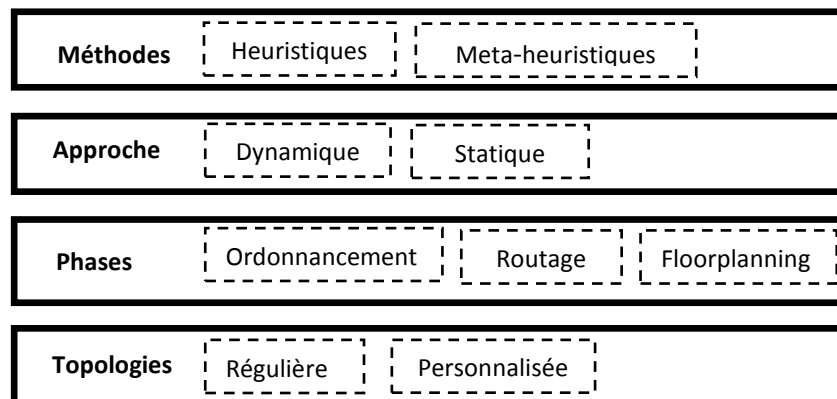 Méthodes Heuristiques Meta-heuristiques
Approche Dynamique Statique
Phases Ordonnancement Routage Floorplanning
Topologies Régulière Personnalisée